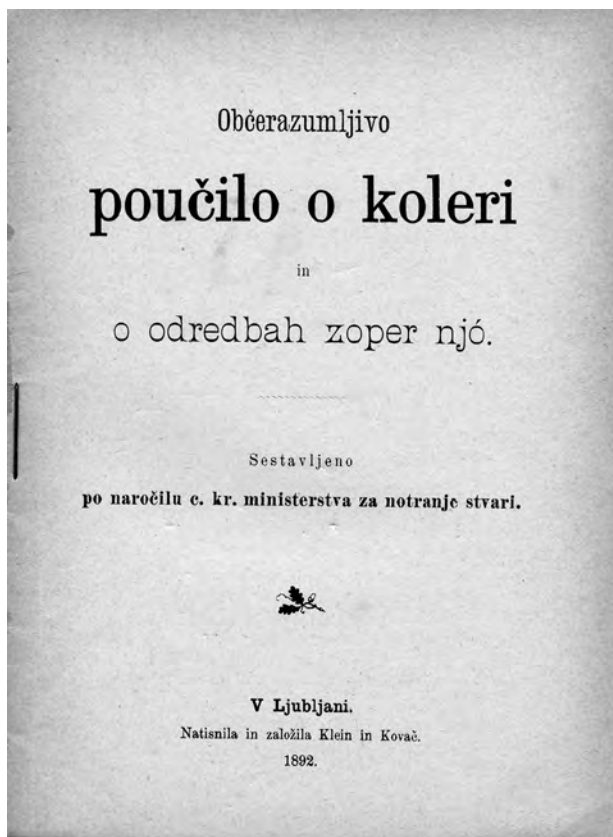 Občerazumljivo
poučilo o koleri
in
o odredbah zoper njó.
Sestavljeno
po naročilu c. kr. ministerstva za notranje stvari.
V Ljubljani.
Natisnila in založila Klein in Kovač.
1892.